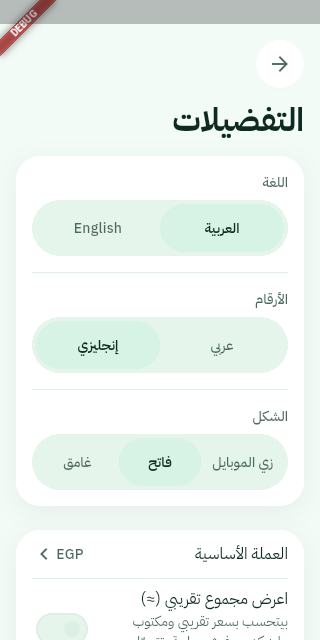 DEBUG
التفضيلات
اللغة
العربية English
الأرقام
عربي إنجليزي
الشكل
زي الموبايل فاتح غامق
العملة الأساسية EGP
اعرض مجموع تقريبي (≈)
بيتحسب بسعر تقريبي ومكتوب